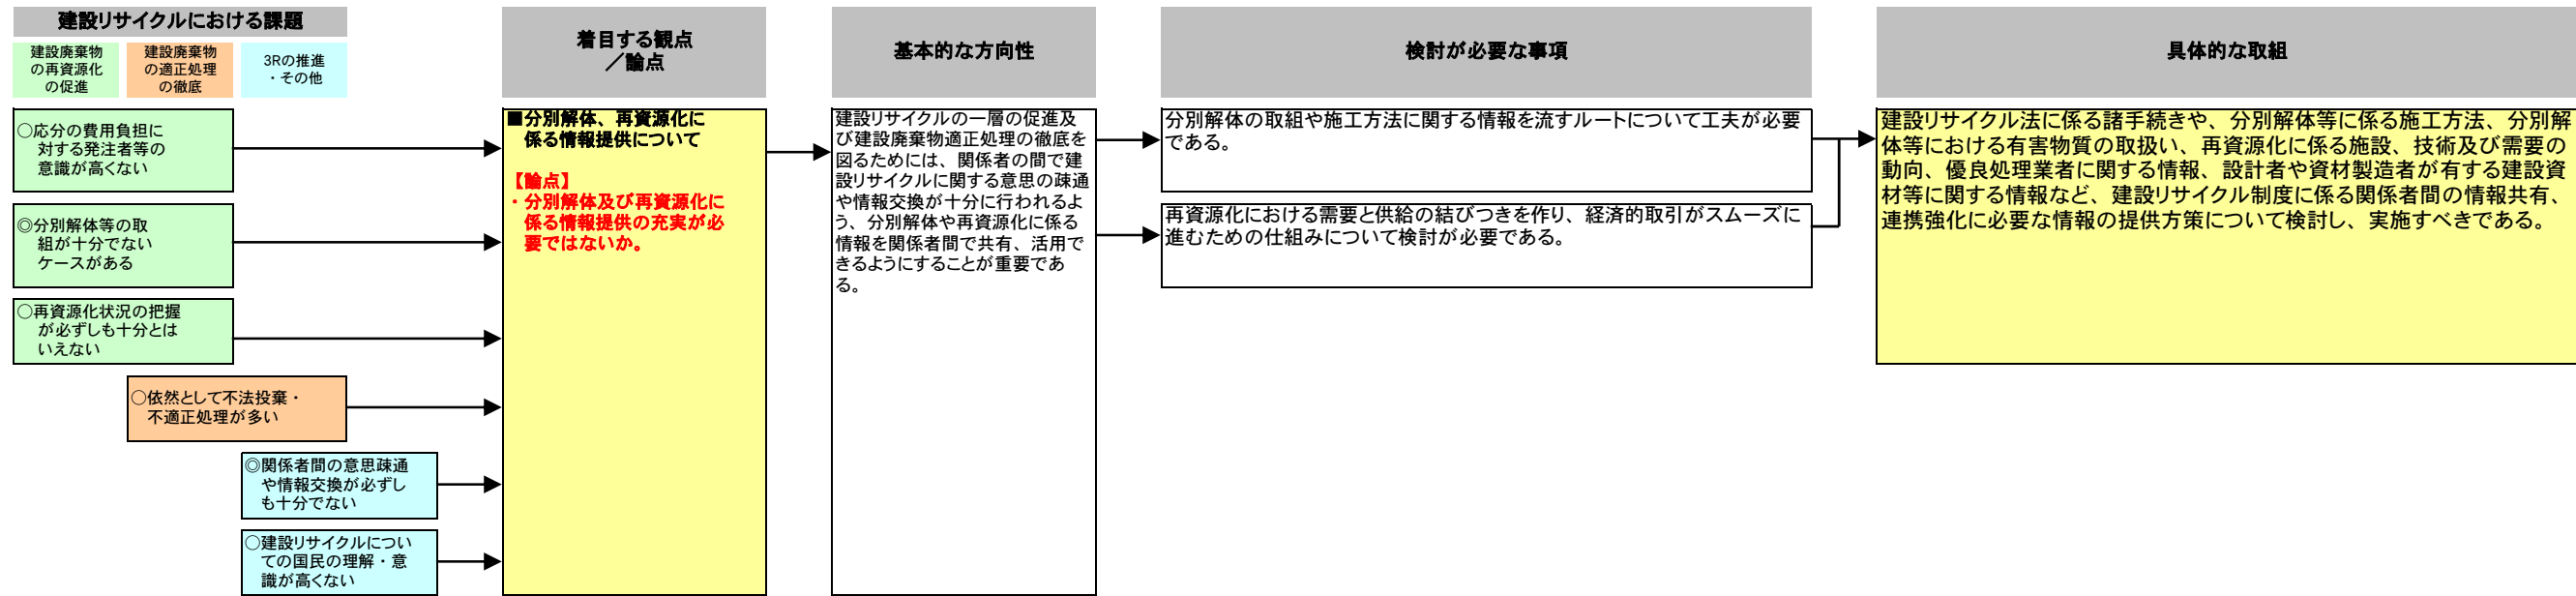 建設リサイクルにおける課題
建設廃棄物
の再資源化
の促進
建設廃棄物
の適正処理
の徹底
3Rの推進
・その他
着目する観点
／論点
基本的な方向性
検討が必要な事項
具体的な取組
○応分の費用負担に
対する発注者等の
意識が高くない
◎分別解体等の取
組が十分でない
ケースがある
○再資源化状況の把握
が必ずしも十分とは
いえない
○依然として不法投棄・
不適正処理が多い
◎関係者間の意思疎通
や情報交換が必ずし
も十分でない
○建設リサイクルについ
ての国民の理解・意
識が高くない
■分別解体、再資源化に
係る情報提供について
【論点】
・分別解体及び再資源化に
係る情報提供の充実が必
要ではないか。
建設リサイクルの一層の促進及
び建設廃棄物適正処理の徹底を
図るためには、関係者の間で建
設リサイクルに関する意思の疎通
や情報交換が十分に行われるよ
う、分別解体や再資源化に係る
情報を関係者間で共有、活用で
きるようにすることが重要であ
る。
分別解体の取組や施工方法に関する情報を流すルートについて工夫が必要
である。
再資源化における需要と供給の結びつきを作り、経済的取引がスムーズに
進むための仕組みについて検討が必要である。
建設リサイクル法に係る諸手続きや、分別解体等に係る施工方法、分別解
体等における有害物質の取扱い、再資源化に係る施設、技術及び需要の
動向、優良処理業者に関する情報、設計者や資材製造者が有する建設資
材等に関する情報など、建設リサイクル制度に係る関係者間の情報共有、
連携強化に必要な情報の提供方策について検討し、実施すべきである。